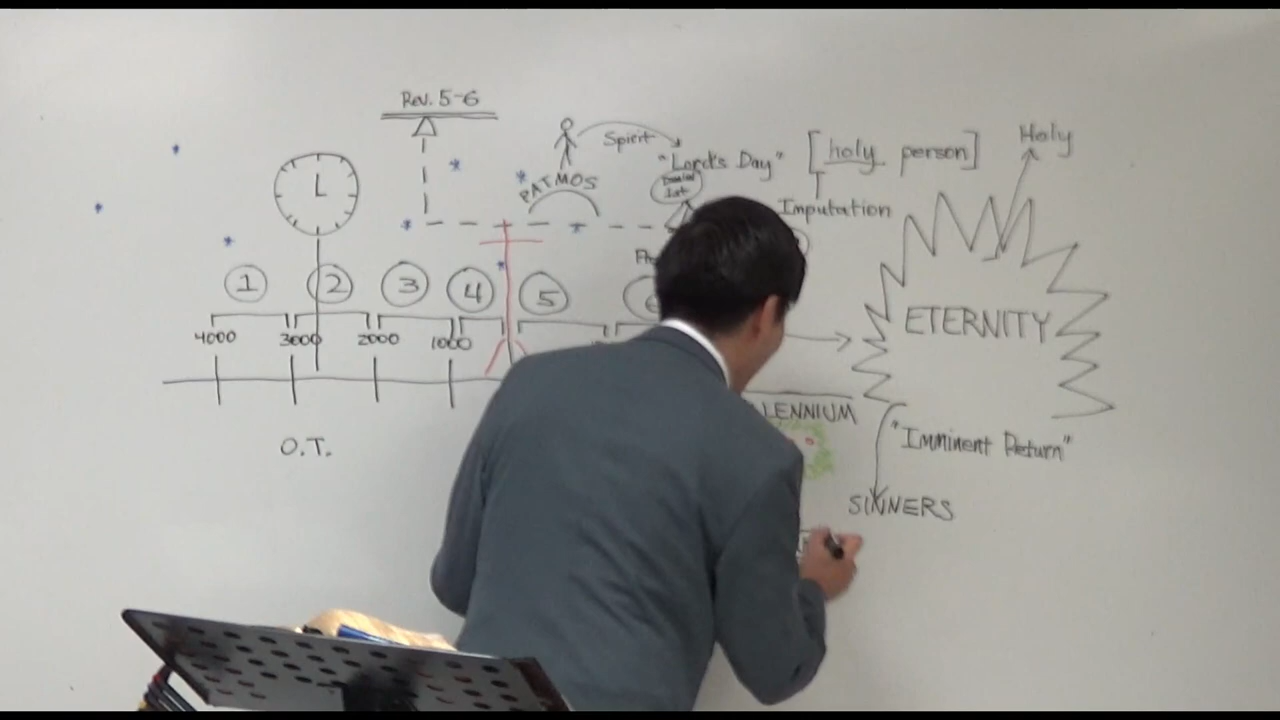 Rev. 5-6
L
Spirit
"Lord's Day"
[holy person]
Holy
PATMOS
Imputation
1 2 3 4 5
4000 3000 2000 1000
ETERNITY
LENNIUM
O.T.
"Imminent Return"
SINNERS